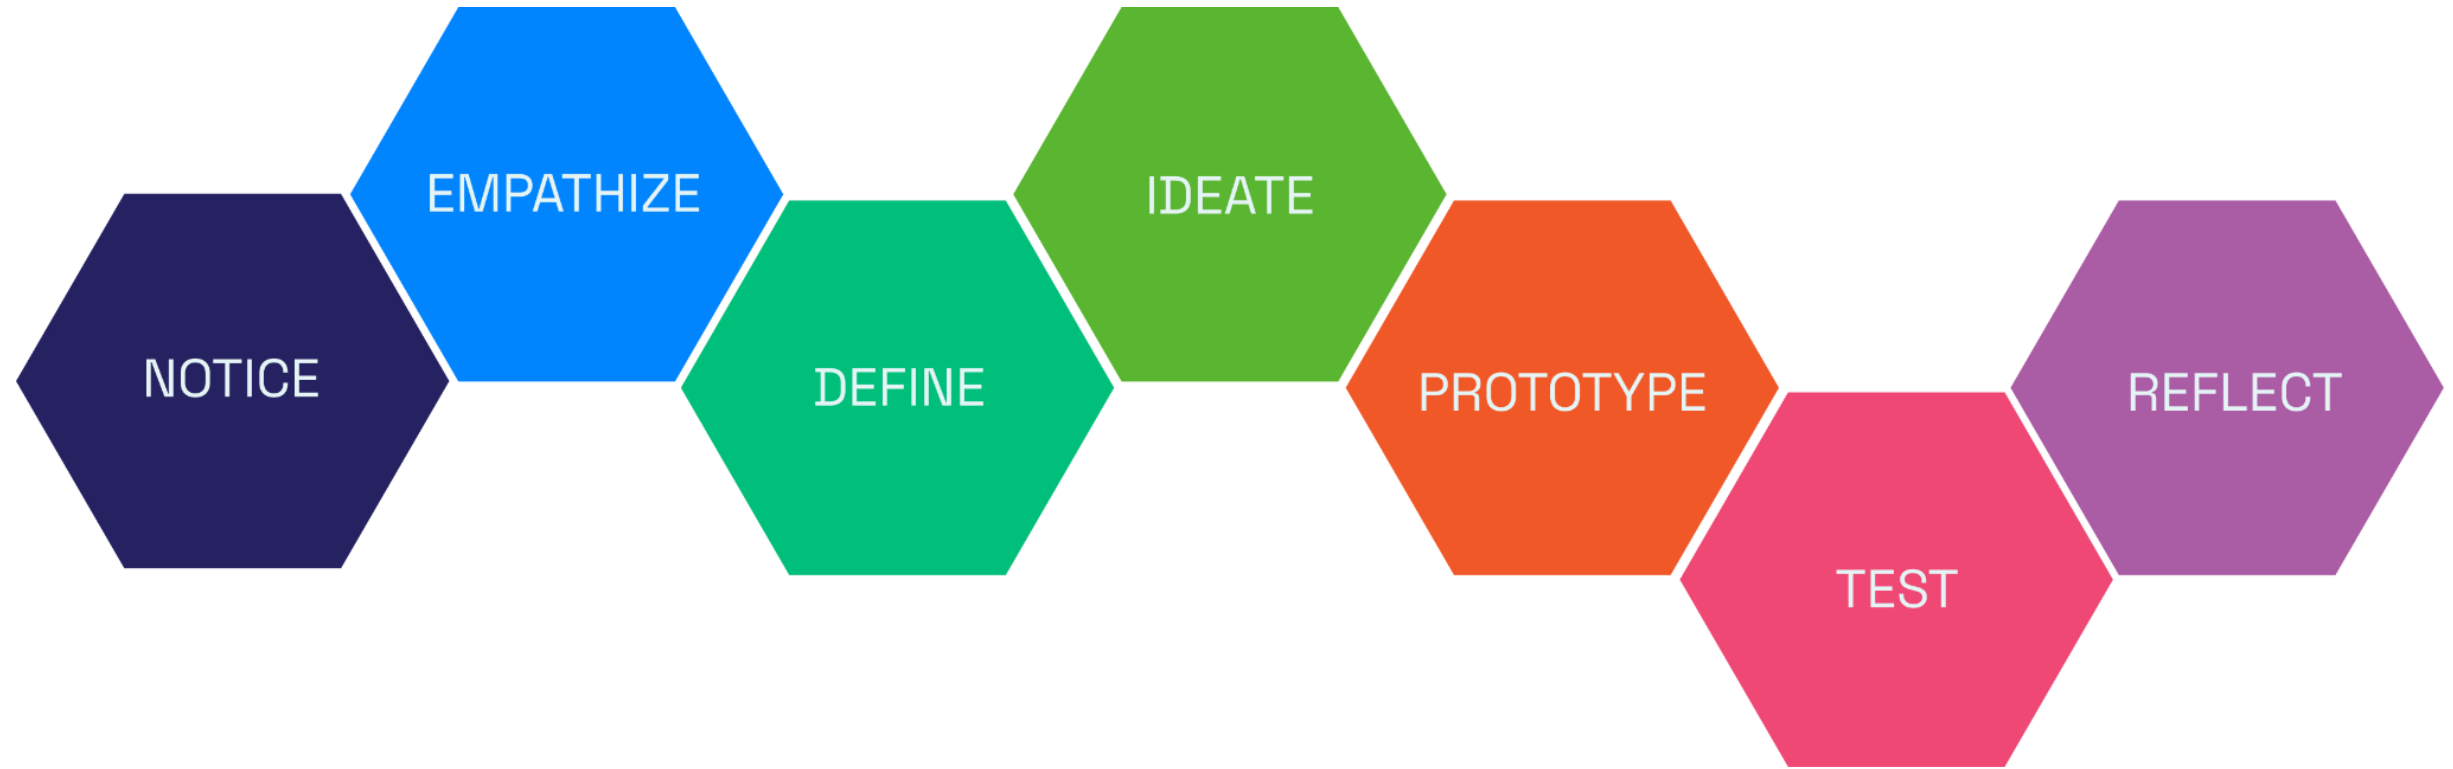 NOTICE
EMPATHIZE
DEFINE
IDEATE
PROTOTYPE
TEST
REFLECT